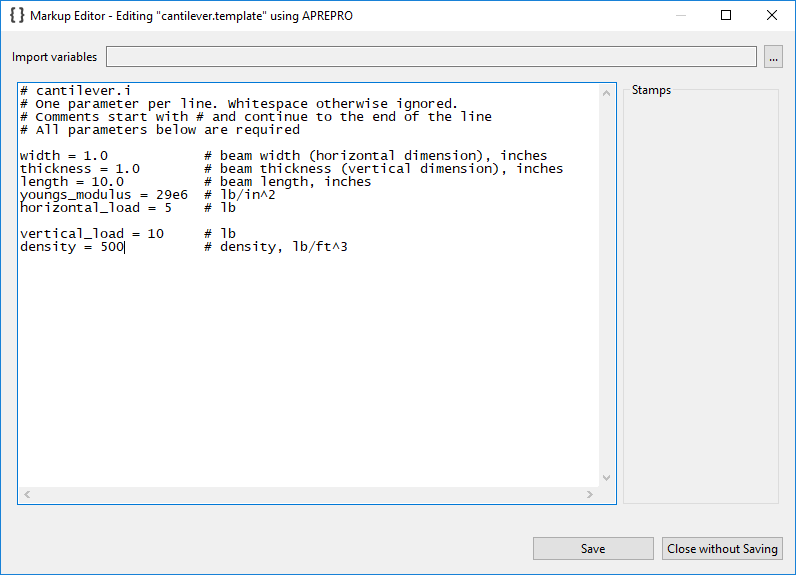 {} Markup Editor - Editing "cantilever.template" using APREPRO
Import variables
...
# cantilever.i
# One parameter per line. Whitespace otherwise ignored.
# Comments start with # and continue to the end of the line
# All parameters below are required
width = 1.0            # beam width (horizontal dimension), inches
thickness = 1.0        # beam thickness (vertical dimension), inches
length = 10.0          # beam length, inches
youngs_modulus = 29e6  # lb/in^2
horizontal_load = 5    # lb
vertical_load = 10     # lb
density = 500          # density, lb/ft^3
Stamps
Save
Close without Saving